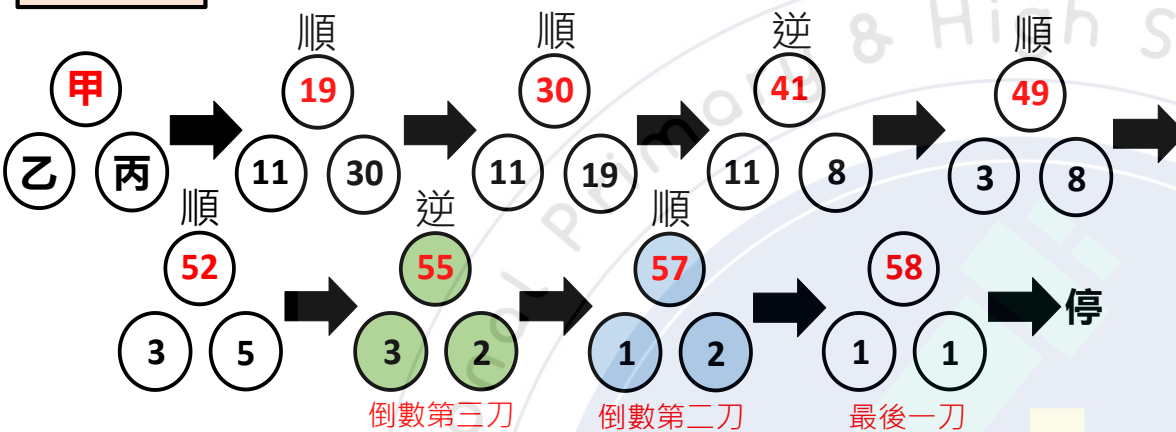 & High S
順 順 逆 順
甲 19 30 41 49
乙 丙 11 30 11 19 11 8 3 8
順 逆 順
52 55 57 58
停
3 5 3 2 1 2 1 1
倒數第三刀 倒數第二刀 最後一刀